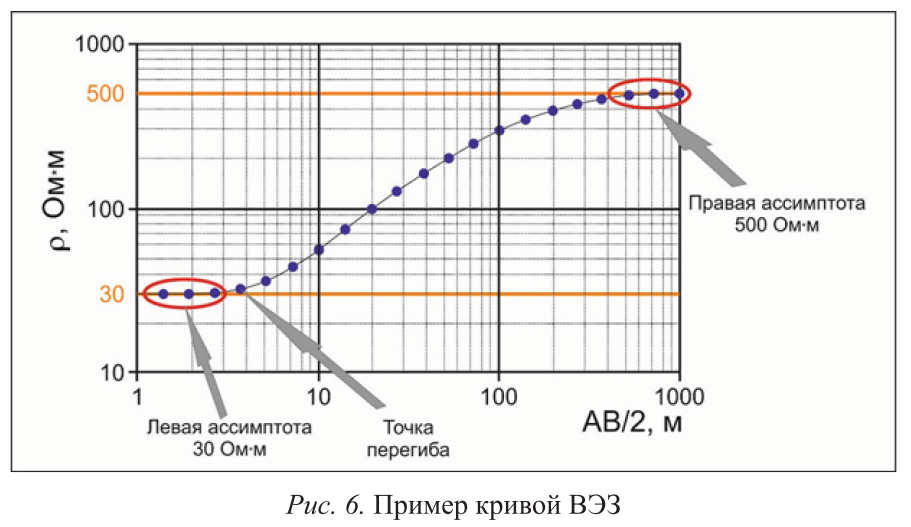 1000
500
100
30
10
ρ, Ом·м
1
10
100
1000
АВ/2, м
Правая ассимптота
500 Ом·м
Левая ассимптота
30 Ом·м
Точка
перегиба
Рис. 6. Пример кривой ВЭЗ